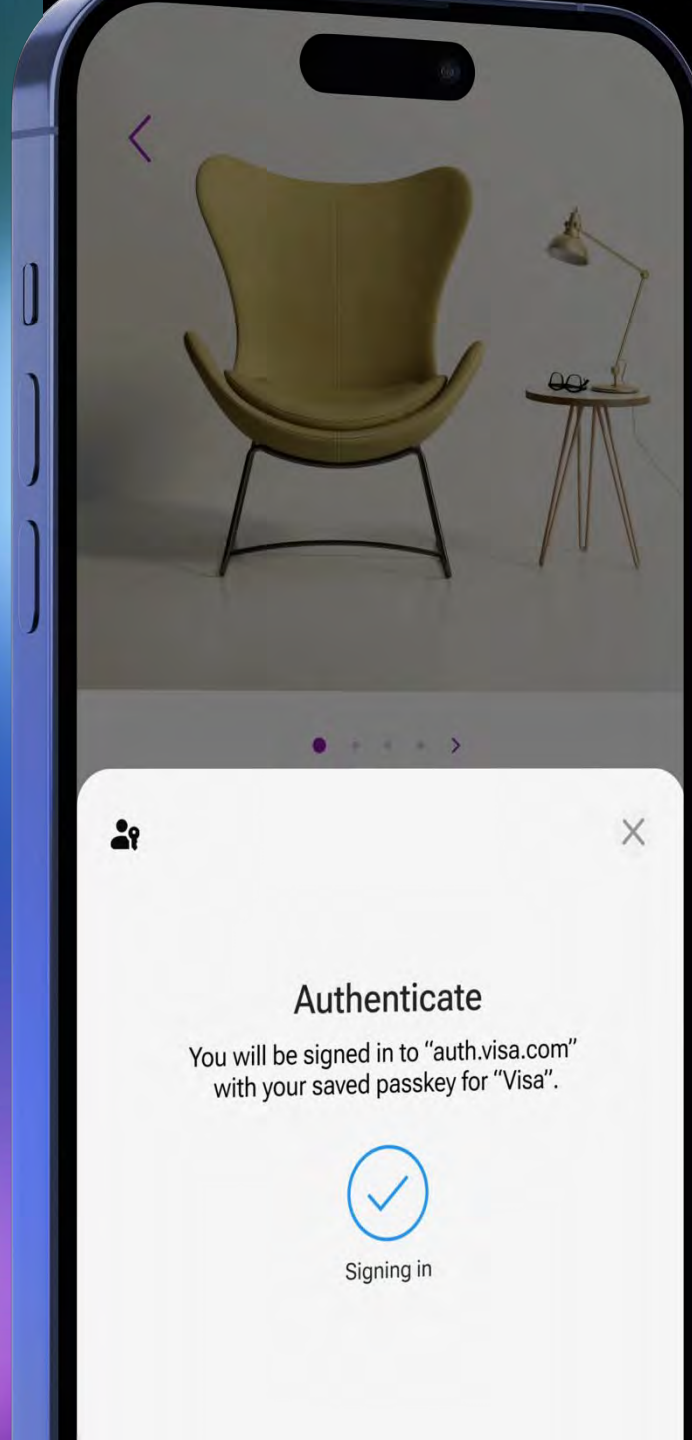 Authenticate
You will be signed in to “auth.visa.com”
with your saved passkey for “Visa”.
Signing in